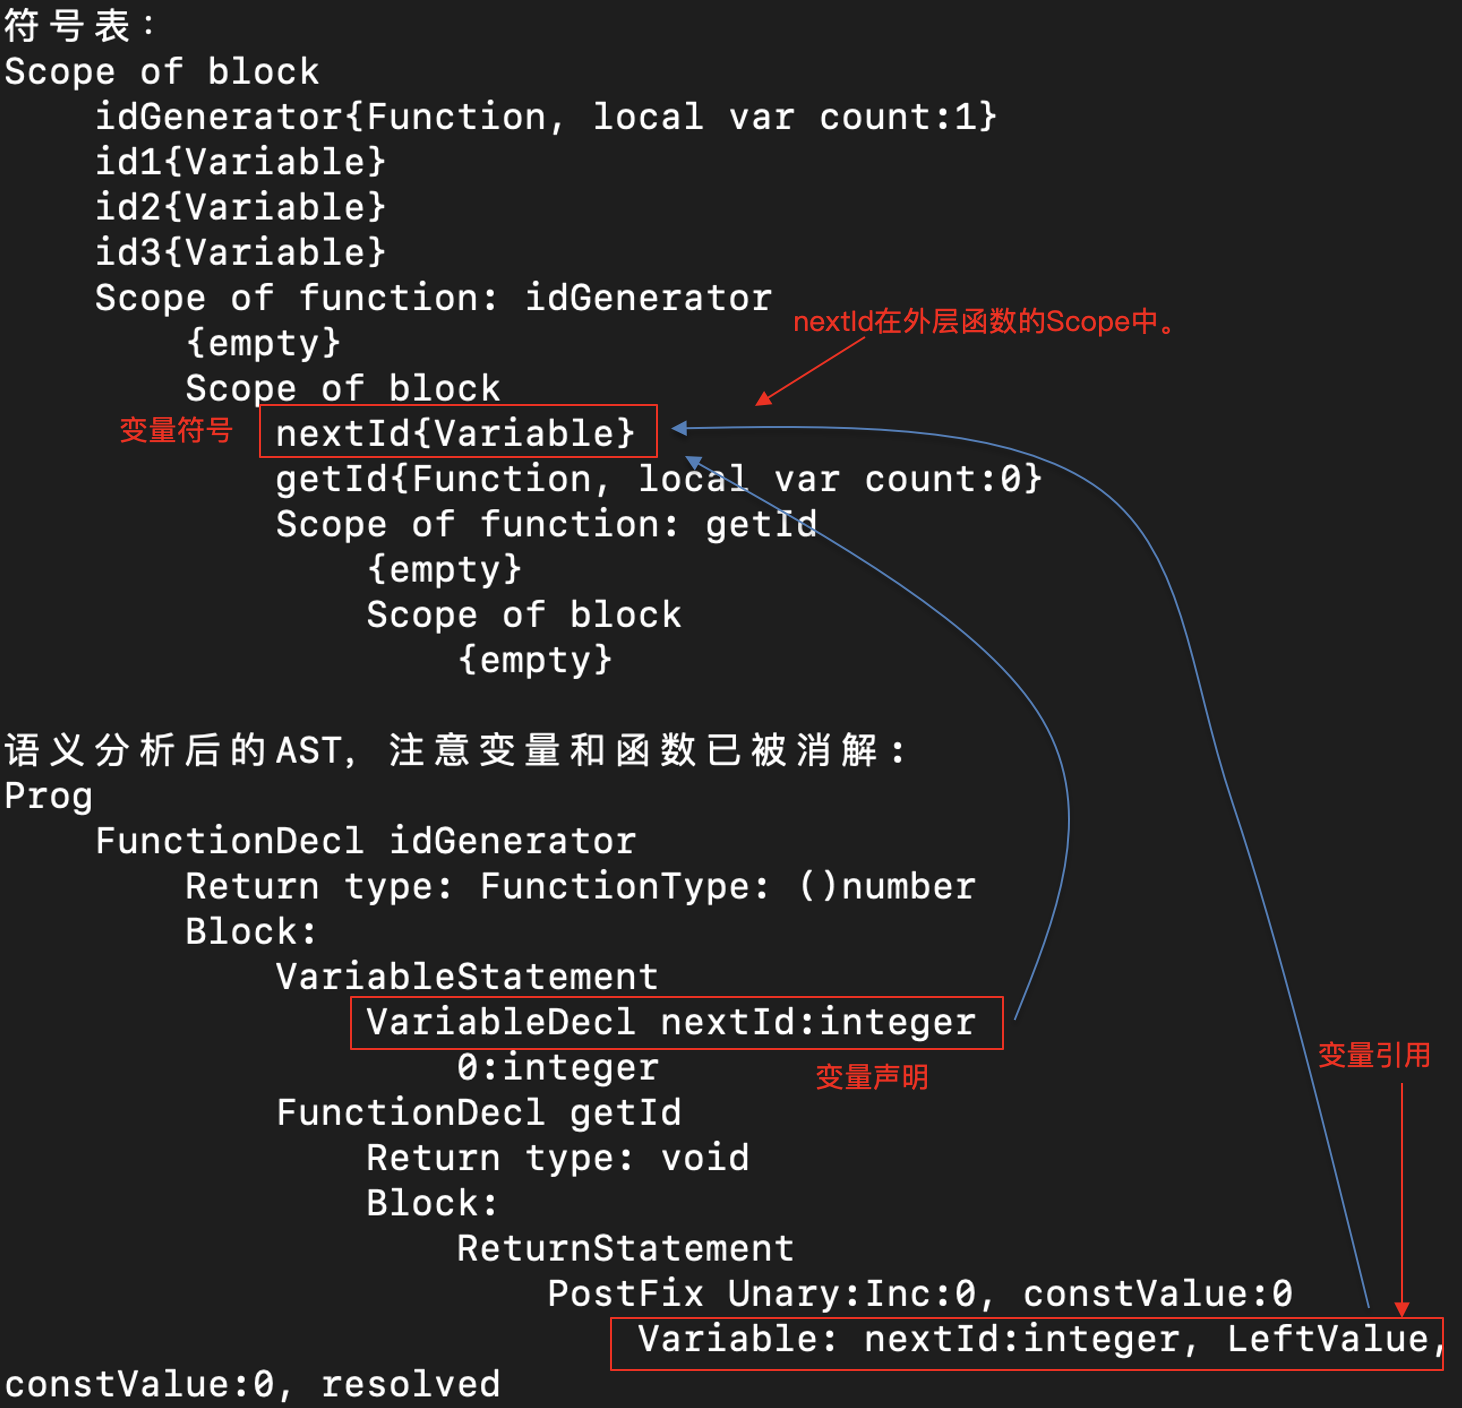 符号表：
Scope of block
idGenerator{Function, local var count:1}
id1{Variable}
id2{Variable}
id3{Variable}
Scope of function: idGenerator
nextId在外层函数的Scope中。
{empty}
Scope of block
变量符号
nextId{Variable}
getId{Function, local var count:0}
Scope of function: getId
{empty}
Scope of block
{empty}
语义分析后的AST, 注意变量和函数已被消解：
Prog
FunctionDecl idGenerator
Return type: FunctionType: ()number
Block:
VariableStatement
VariableDecl nextId:integer
变量引用
0:integer
变量声明
FunctionDecl getId
Return type: void
Block:
ReturnStatement
PostFix Unary:Inc:0, constValue:0
Variable: nextId:integer, LeftValue,
constValue:0, resolved